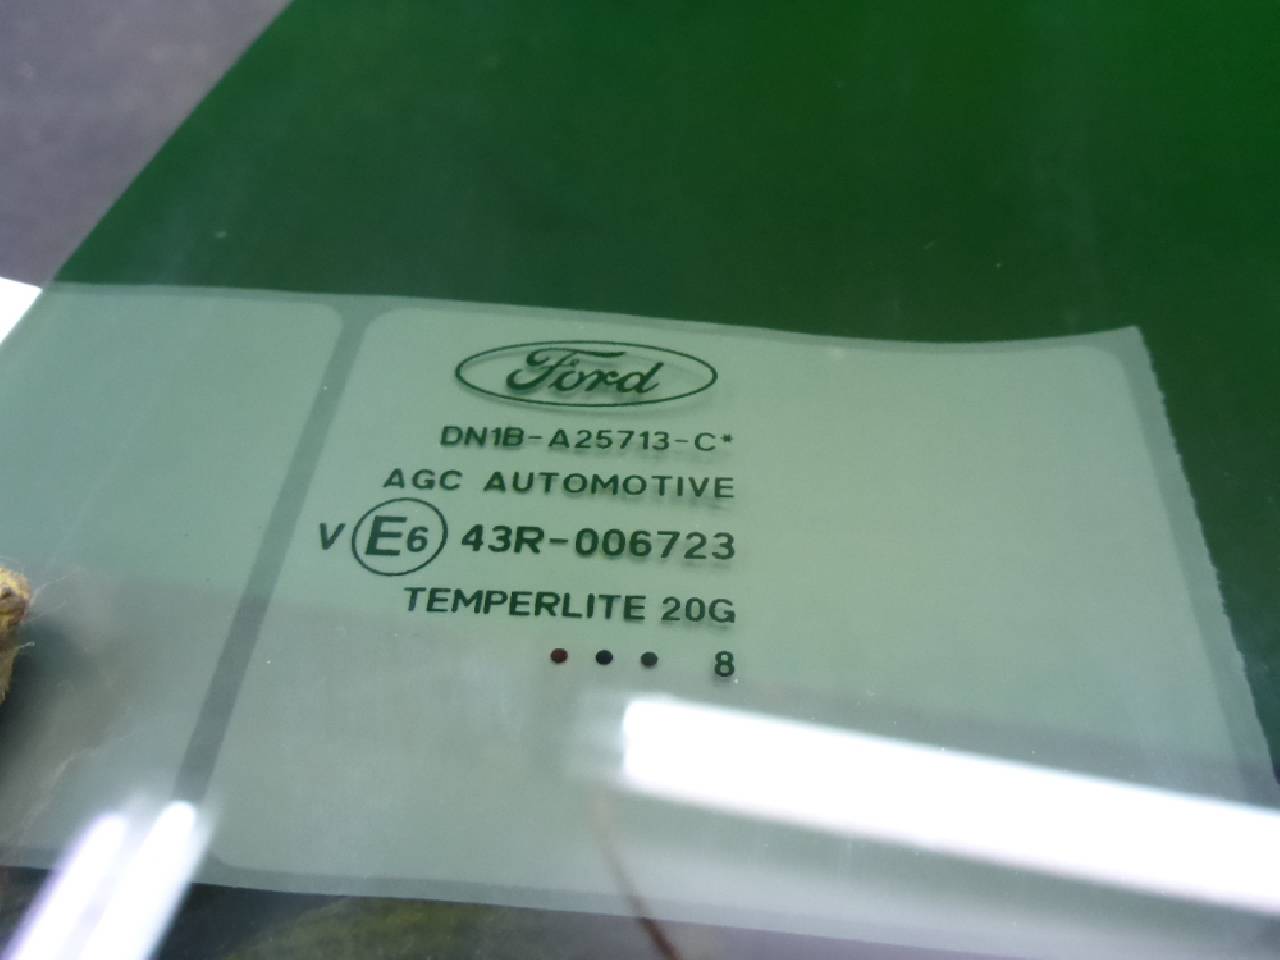 Ford
DN1B-A25713-C*
AGC AUTOMOTIVE
V E6 43R-006723
TEMPERLITE 20G
• • • 8